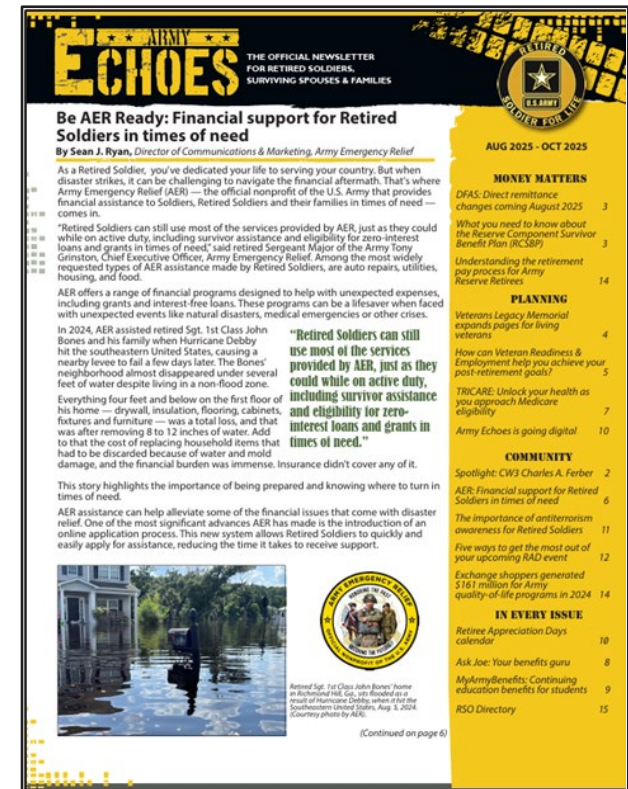 ARMY
ECHOES
THE OFFICIAL NEWSLETTER
FOR RETIRED SOLDIERS,
SURVIVING SPOUSES & FAMILIES
RETIRED
U.S. ARMY
SOLDIER FOR LIFE
Be AER Ready: Financial support for Retired
Soldiers in times of need
By Sean J. Ryan, Director of Communications & Marketing, Army Emergency Relief
As a Retired Soldier, you've dedicated your life to serving your country. But when
disaster strikes, it can be challenging to navigate the financial aftermath. That's where
Army Emergency Relief (AER) — the official nonprofit of the U.S. Army that provides
financial assistance to Soldiers, Retired Soldiers and their families in times of need —
comes in.
"Retired Soldiers can still use most of the services provided by AER, just as they could
while on active duty, including survivor assistance and eligibility for zero-interest
loans and grants in times of need," said retired Sergeant Major of the Army Tony
Grinston, Chief Executive Officer, Army Emergency Relief. Among the most widely
requested types of AER assistance made by Retired Soldiers, are auto repairs, utilities,
housing, and food.
AER offers a range of financial programs designed to help with unexpected expenses,
including grants and interest-free loans. These programs can be a lifesaver when faced
with unexpected events like natural disasters, medical emergencies or other crises.
In 2024, AER assisted retired Sgt. 1st Class John
Bones and his family when Hurricane Debby
hit the southeastern United States, causing a
nearby levee to fail a few days later. The Bones'
neighborhood almost disappeared under several
feet of water despite living in a non-flood zone.
Everything four feet and below on the first floor of
his home — drywall, insulation, flooring, cabinets,
fixtures and furniture — was a total loss, and that
was after removing 8 to 12 inches of water. Add
to that the cost of replacing household items that
had to be discarded because of water and mold
damage, and the financial burden was immense. Insurance didn't cover any of it.
"Retired Soldiers can still
use most of the services
provided by AER, just as they
could while on active duty,
including survivor assistance
and eligibility for zero-
interest loans and grants in
times of need."
This story highlights the importance of being prepared and knowing where to turn in
times of need.
AER assistance can help alleviate some of the financial issues that come with disaster
relief. One of the most significant advances AER has made is the introduction of an
online application process. This new system allows Retired Soldiers to quickly and
easily apply for assistance, reducing the time it takes to receive support.
ARMY EMERGENCY RELIEF
HONORING THE PAST
OFFICIAL NONPROFIT OF THE U.S. ARMY
Retired Sgt. 1st Class John Bones' home
in Richmond Hill, Ga., sits flooded as a
result of Hurricane Debby, when it hit the
Southeastern United States, Aug. 5, 2024.
(Courtesy photo by AER).
(Continued on page 6)
AUG 2025 - OCT 2025
MONEY MATTERS
DFAS: Direct remittance
changes coming August 2025 3
What you need to know about
the Reserve Component Survivor
Benefit Plan (RCSBP) 3
Understanding the retirement
pay process for Army
Reserve Retirees 14
PLANNING
Veterans Legacy Memorial
expands pages for living
veterans 4
How can Veteran Readiness &
Employment help you achieve your
post-retirement goals? 5
TRICARE: Unlock your health as
you approach Medicare
eligibility 7
Army Echoes is going digital 10
COMMUNITY
Spotlight: CW3 Charles A. Ferber 2
AER: Financial support for Retired
Soldiers in times of need 6
The importance of antiterrorism
awareness for Retired Soldiers 11
Five ways to get the most out of
your upcoming RAD event 12
Exchange shoppers generated
$161 million for Army
quality-of-life programs in 2024 14
IN EVERY ISSUE
Retiree Appreciation Days
calendar 10
Ask Joe: Your benefits guru 8
MyArmyBenefits: Continuing
education benefits for students 9
RSO Directory 15